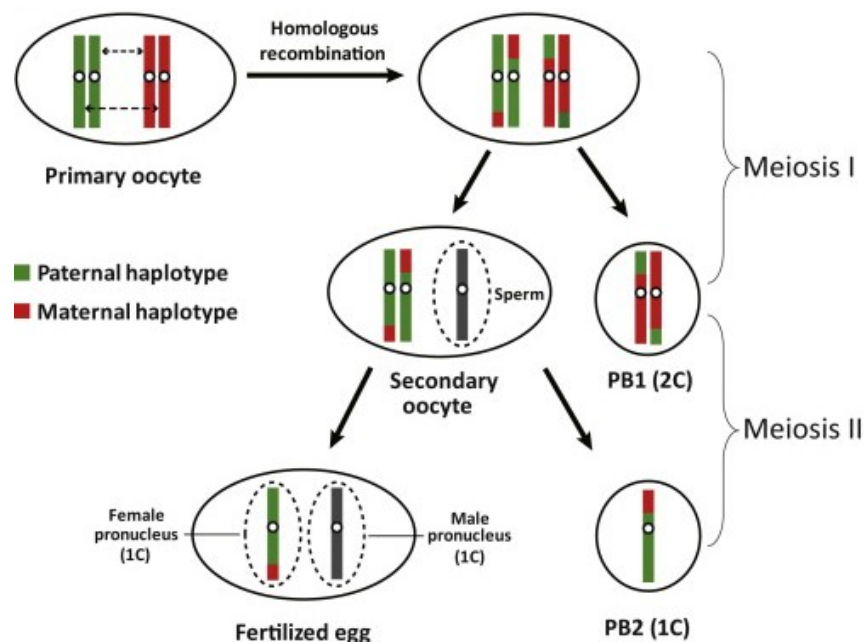 Homologous
recombination
Primary oocyte
Meiosis I
Paternal haplotype
Maternal haplotype
Sperm
Secondary
oocyte
PB1 (2C)
Meiosis II
Female
pronucleus
(1C)
Male
pronucleus
(1C)
Fertilized egg
PB2 (1C)